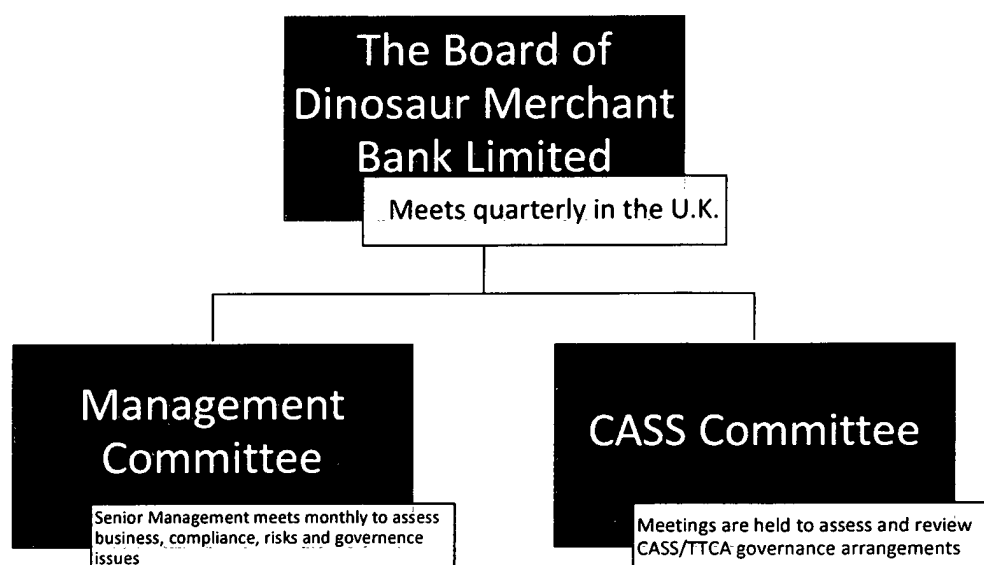 The Board of
Dinosaur Merchant
Bank Limited
Meets quarterly in the U.K.
Management
Committee
Senior Management meets monthly to assess
business, compliance, risks and governence
issues
CASS Committee
Meetings are held to assess and review
CASS/TTCA governance arrangements